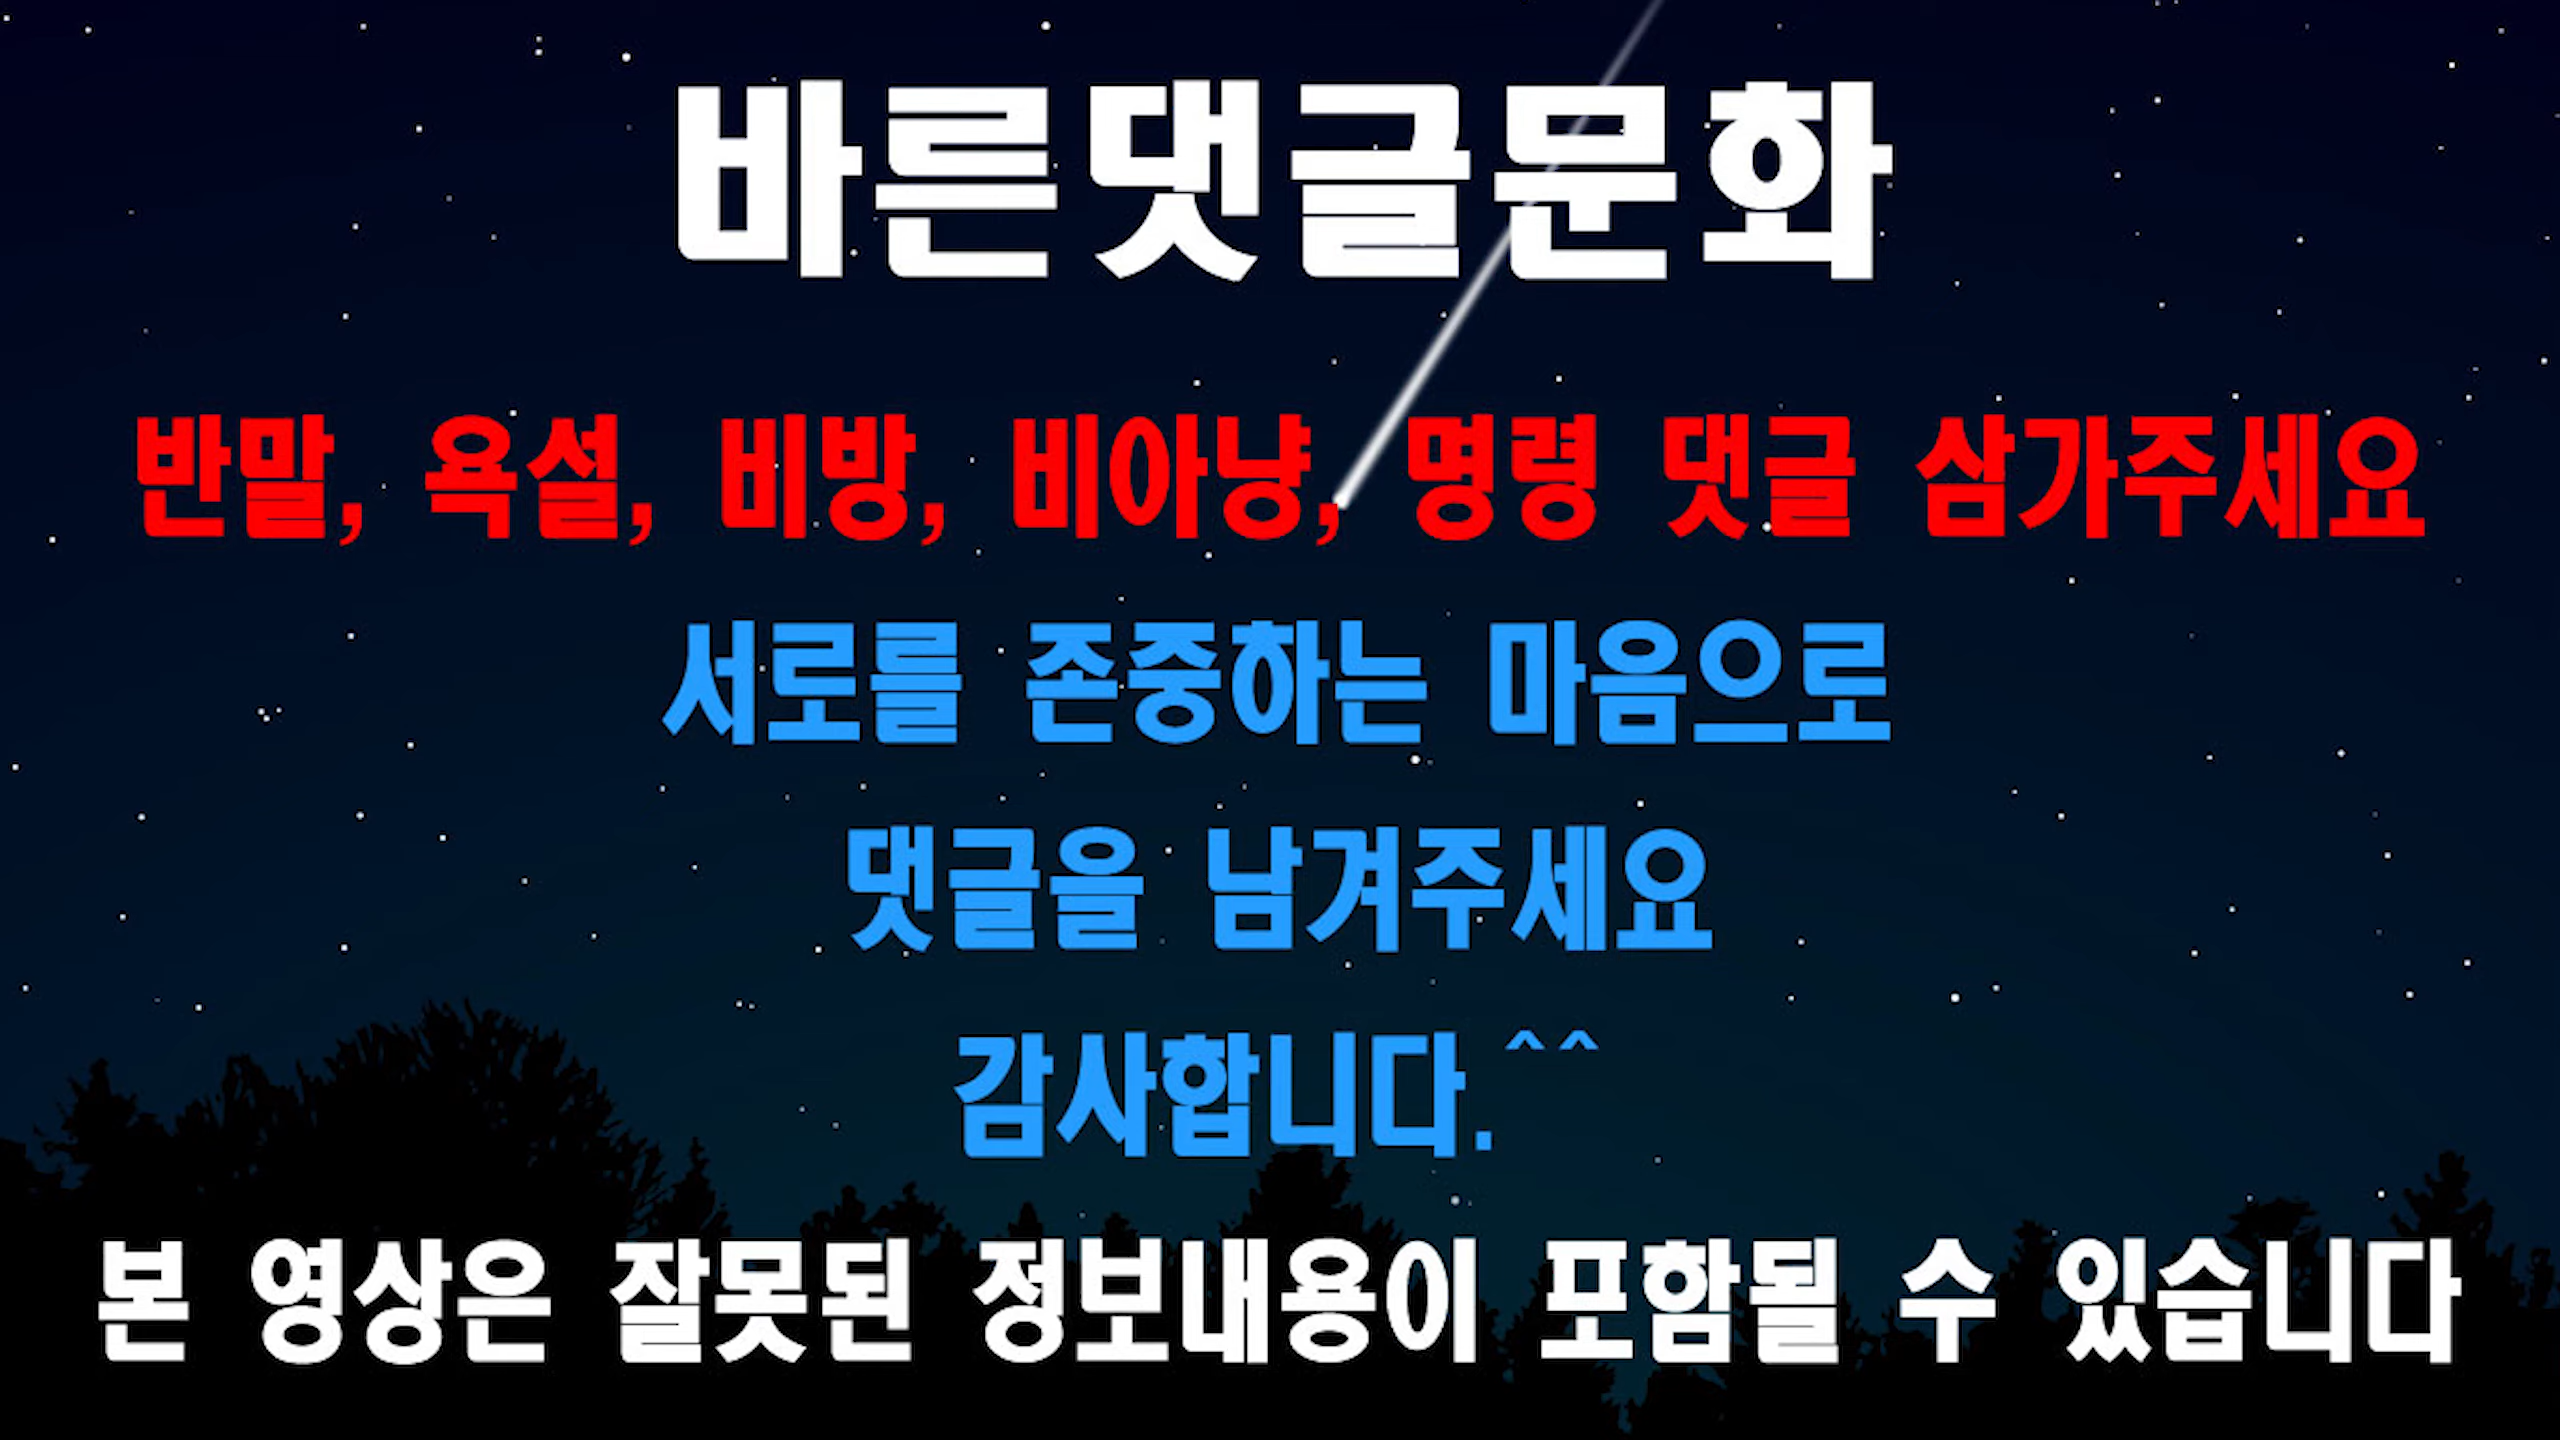 바른댓글문화
반말, 욕설, 비방, 비아냥, 명령 댓글 삼가주세요
서로를 존중하는 마음으로
댓글을 남겨주세요
감사합니다.^^
본 영상은 잘못된 정보내용이 포함될 수 있습니다